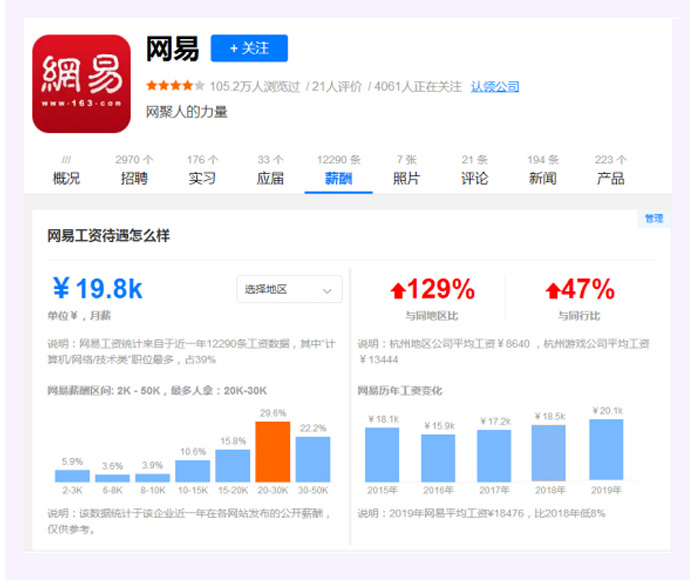 網易
www·163·com
网易
+ 关注
105.2万人浏览过 / 21人评价 / 4061人正在关注 认领公司
网聚人的力量
/// 2970 个 176 个 33 个 12290 条 7 张 21 条 194 条 223 个
概况 招聘 实习 应届 薪酬 照片 评论 新闻 产品
管理
网易工资待遇怎么样
￥19.8k
选择地区
单位￥，月薪
说明：网易工资统计来自于近一年12290条工资数据，其中“计
算机/网络/技术类”职位最多，占39%
网易薪酬区间: 2K - 50K，最多人拿：20K-30K
5.9% 3.6% 3.9% 10.6% 15.8% 29.6% 22.2%
2-3K 6-8K 8-10K 10-15K 15-20K 20-30K 30-50K
说明：该数据统计于该企业近一年在各网站发布的公开薪酬，
仅供参考。
129% 47%
与同地区比 与同行比
说明：杭州地区公司平均工资￥8640 ，杭州游戏公司平均工资
￥13444
网易历年工资变化
￥18.1k ￥15.9k ￥17.2k ￥18.5k ￥20.1k
2015年 2016年 2017年 2018年 2019年
说明：2019年网易平均工资¥18476，比2018年低8%